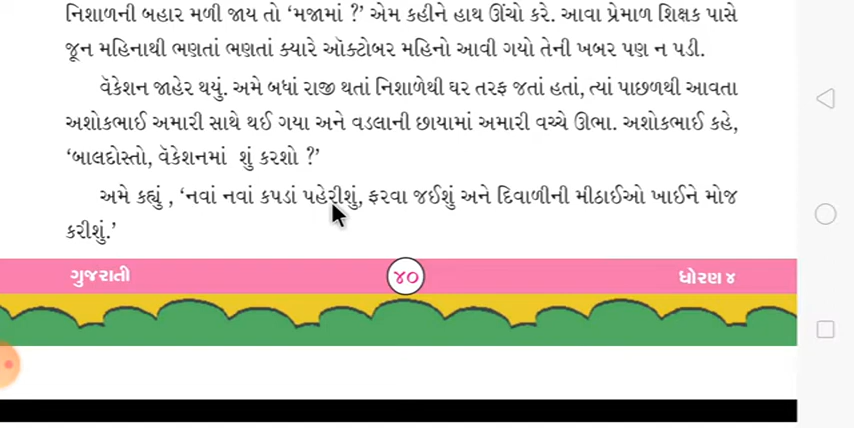 નિશાળની બહાર મળી જાય તો ‘મજામાં ?’ એમ કહીને હાથ ઊંચો કરે. આવા પ્રેમાળ શિક્ષક પાસે
જૂન મહિનાથી ભણતાં ભણતાં ક્યારે ઑક્ટોબર મહિનો આવી ગયો તેની ખબર પણ ન પડી.
વૅકેશન જાહેર થયું. અમે બધાં રાજી થતાં નિશાળેથી ઘર તરફ જતાં હતાં, ત્યાં પાછળથી આવતા
અશોકભાઈ અમારી સાથે થઈ ગયા અને વડલાની છાયામાં અમારી વચ્ચે ઊભા. અશોકભાઈ કહે,
‘બાલદોસ્તો, વૅકેશનમાં શું કરશો ?’
અમે કહ્યું , ‘નવાં નવાં કપડાં પહેરીશું, ફરવા જઈશું અને દિવાળીની મીઠાઈઓ ખાઈને મોજ
કરીશું.’
ગુજરાતી ૪૦ ધોરણ ૪